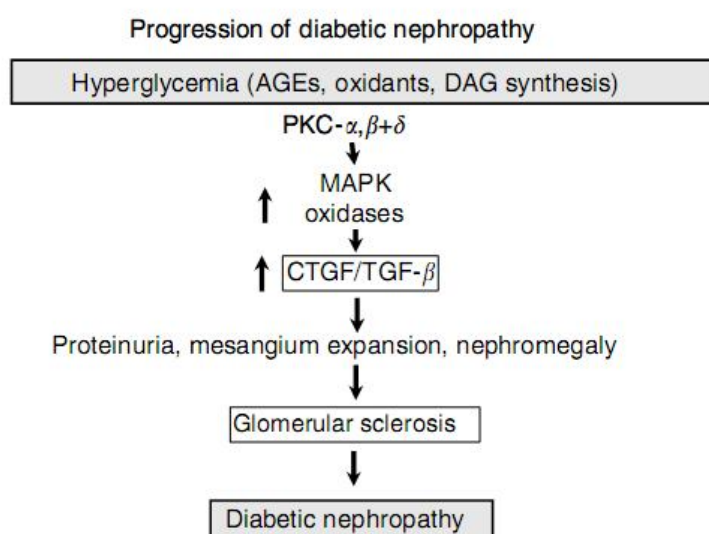 Progression of diabetic nephropathy
Hyperglycemia (AGEs, oxidants, DAG synthesis)
PKC-α,β+δ
MAPK
oxidases
CTGF/TGF-β
Proteinuria, mesangium expansion, nephromegaly
Glomerular sclerosis
Diabetic nephropathy